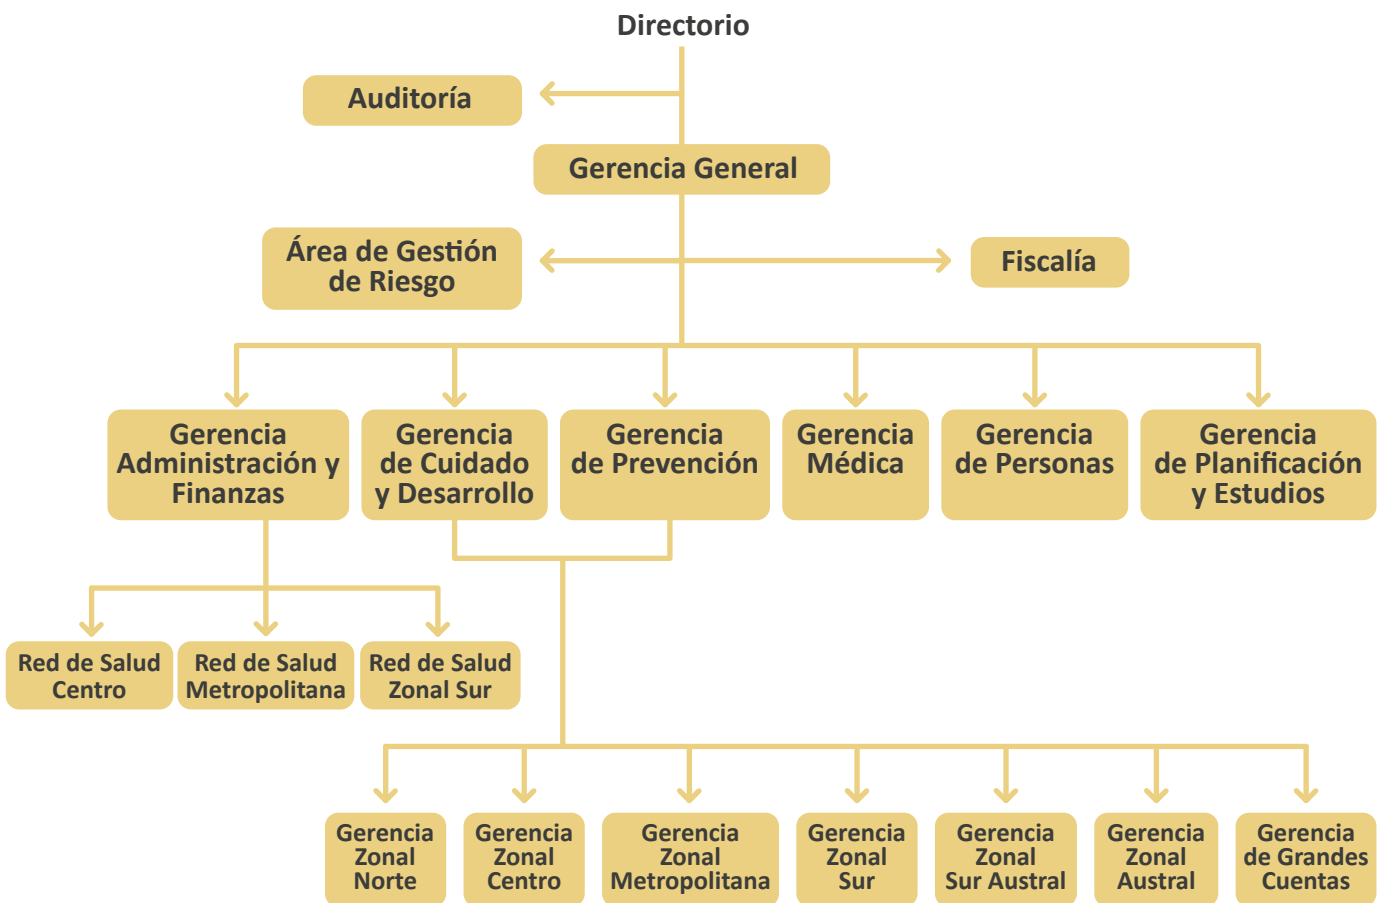 Directorio
Auditoría
Gerencia General
Área de Gestión
de Riesgo
Fiscalía
Gerencia
Administración y
Finanzas
Gerencia
de Cuidado
y Desarrollo
Gerencia
de Prevención
Gerencia
Médica
Gerencia
de Personas
Gerencia
de Planificación
y Estudios
Red de Salud
Centro
Red de Salud
Metropolitana
Red de Salud
Zonal Sur
Gerencia
Zonal
Norte
Gerencia
Zonal
Centro
Gerencia
Zonal
Metropolitana
Gerencia
Zonal
Sur
Gerencia
Zonal
Sur Austral
Gerencia
Zonal
Austral
Gerencia
de Grandes
Cuentas